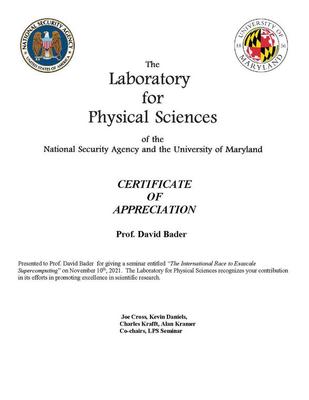 NATIONAL SECURITY AGENCY
UNITED STATES OF AMERICA
UNIVERSITY OF
MARYLAND
18 56
The
Laboratory
for
Physical Sciences
of the
National Security Agency and the University of Maryland
CERTIFICATE
OF
APPRECIATION
Prof. David Bader
Presented to Prof. David Bader for giving a seminar entitled "The International Race to Exascale
Supercomputing" on November 10th, 2021. The Laboratory for Physical Sciences recognizes your contribution
in its efforts in promoting excellence in scientific research.
Joe Cross, Kevin Daniels,
Charles Krafft, Alan Kramer
Co-chairs, LPS Seminar